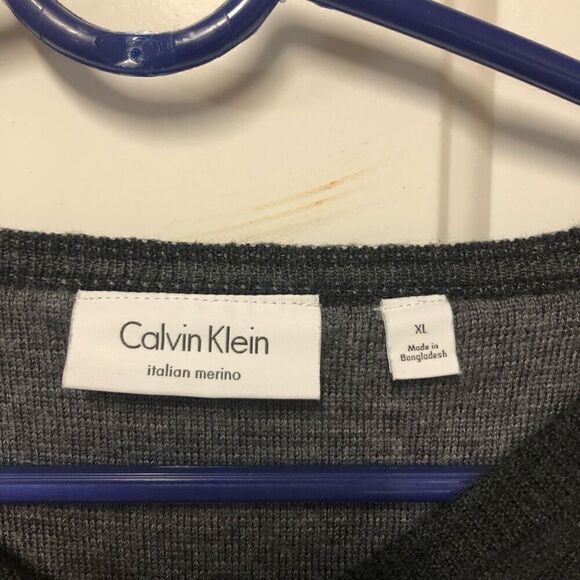 Calvin Klein
italian merino
XL
Made in
Bangladesh